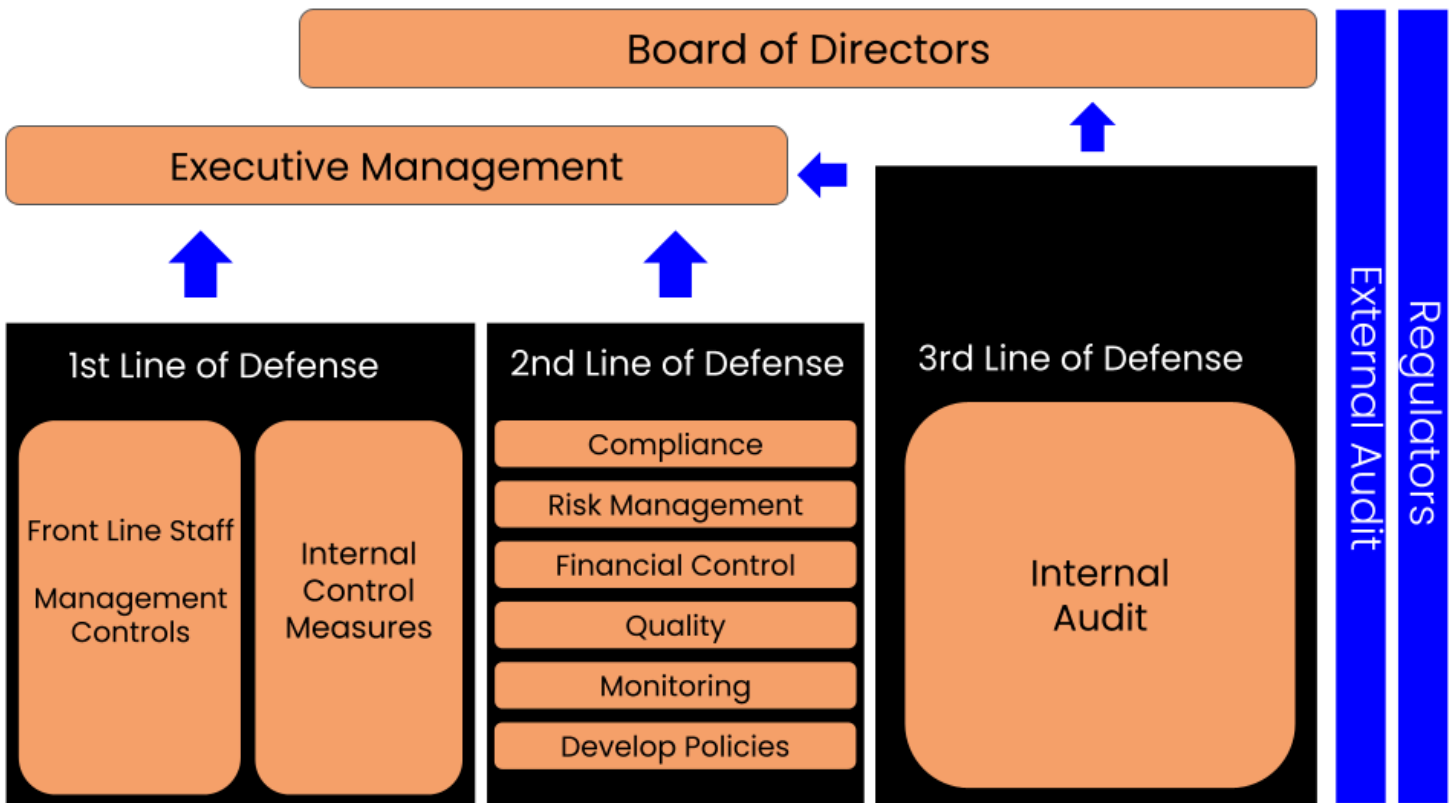 Board of Directors
Executive Management
1st Line of Defense
Front Line Staff
Management
Controls
Internal
Control
Measures
2nd Line of Defense
Compliance
Risk Management
Financial Control
Quality
Monitoring
Develop Policies
3rd Line of Defense
Internal
Audit
External Audit
Regulators